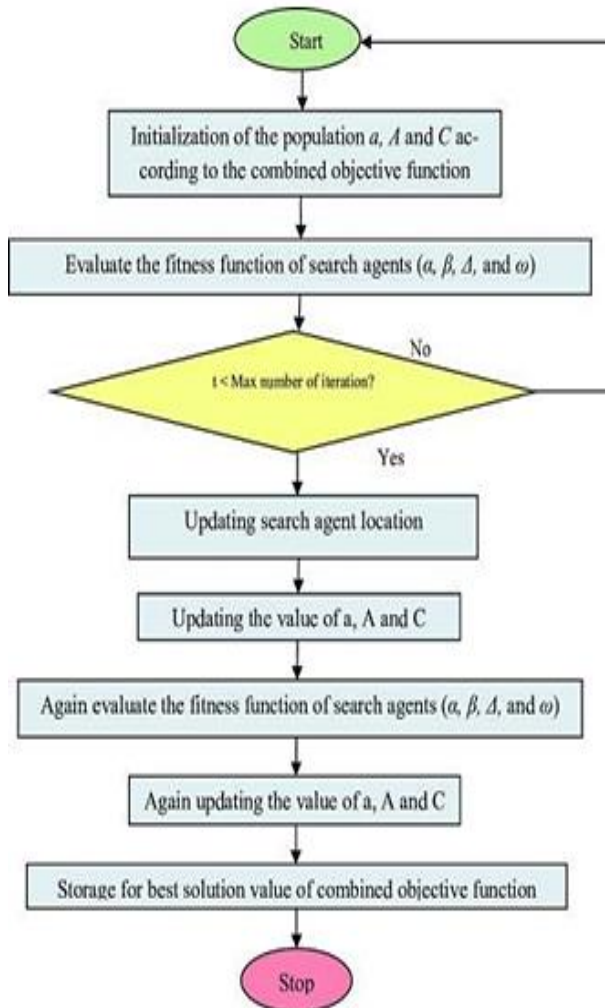 Start
Initialization of the population a, A and C ac-
cording to the combined objective function
Evaluate the fitness function of search agents (α, β, Δ, and ω)
No
t < Max number of iteration?
Yes
Updating search agent location
Updating the value of a, A and C
Again evaluate the fitness function of search agents (α, β, Δ, and ω)
Again updating the value of a, A and C
Storage for best solution value of combined objective function
Stop